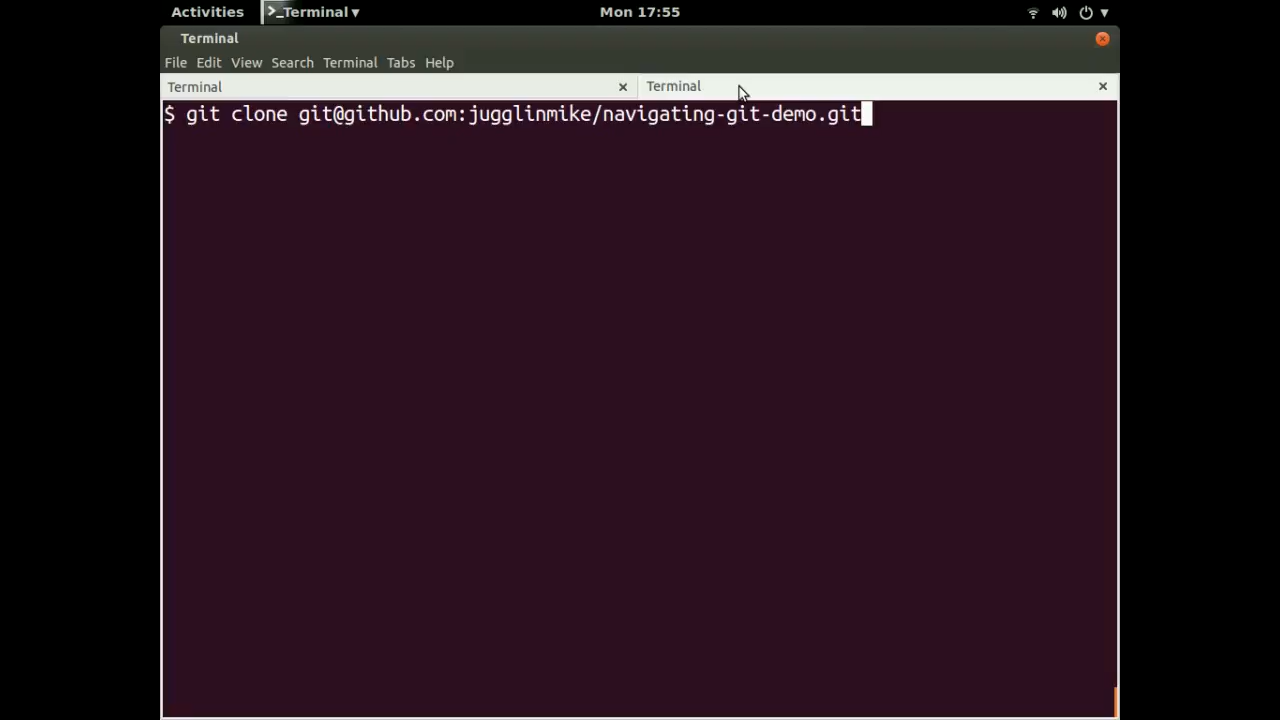 Activities >_Terminal ▾ Mon 17:55 ▾
Terminal
File Edit View Search Terminal Tabs Help
Terminal × Terminal ×
$ git clone git@github.com:jugglinmike/navigating-git-demo.git